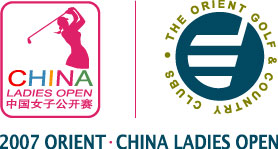 CHINA
LADIES OPEN
中国女子公开赛
THE ORIENT GOLF & COUNTRY CLUBS
2007 ORIENT · CHINA LADIES OPEN